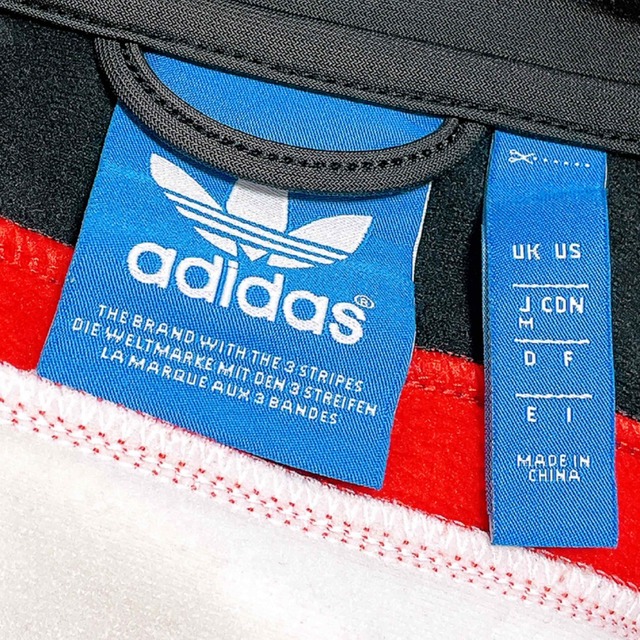 adidas®
THE BRAND WITH THE 3 STRIPES
DIE WELTMARKE MIT DEN 3 STREIFEN
LA MARQUE AUX 3 BANDES
UK US
J CDN
M
D F
E I
MADE IN
CHINA